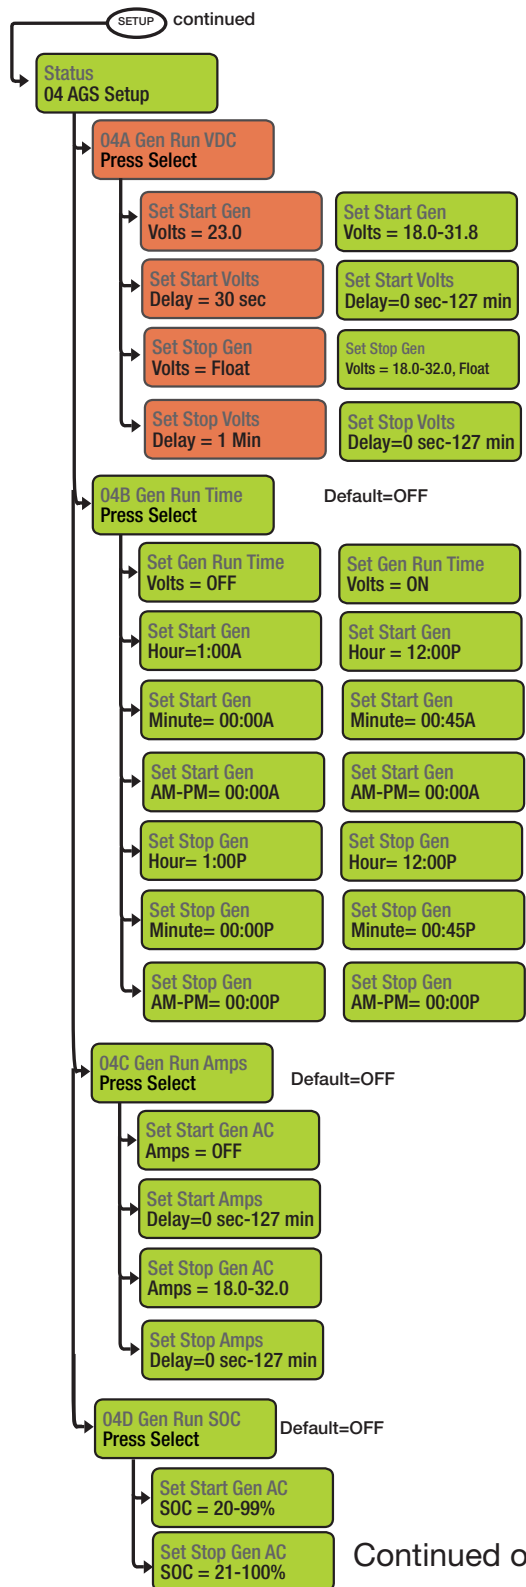 SETUP continued
Status
04 AGS Setup
04A Gen Run VDC
Press Select
Set Start Gen
Volts = 23.0
Set Start Gen
Volts = 18.0-31.8
Set Start Volts
Delay = 30 sec
Set Start Volts
Delay=0 sec-127 min
Set Stop Gen
Volts = Float
Set Stop Gen
Volts = 18.0-32.0, Float
Set Stop Volts
Delay = 1 Min
Set Stop Volts
Delay=0 sec-127 min
04B Gen Run Time
Press Select
Default=OFF
Set Gen Run Time
Volts = OFF
Set Gen Run Time
Volts = ON
Set Start Gen
Hour=1:00A
Set Start Gen
Hour = 12:00P
Set Start Gen
Minute= 00:00A
Set Start Gen
Minute= 00:45A
Set Start Gen
AM-PM= 00:00A
Set Start Gen
AM-PM= 00:00A
Set Stop Gen
Hour= 1:00P
Set Stop Gen
Hour= 12:00P
Set Stop Gen
Minute= 00:00P
Set Stop Gen
Minute= 00:45P
Set Stop Gen
AM-PM= 00:00P
Set Stop Gen
AM-PM= 00:00P
04C Gen Run Amps
Press Select
Default=OFF
Set Start Gen AC
Amps = OFF
Set Start Amps
Delay=0 sec-127 min
Set Stop Gen AC
Amps = 18.0-32.0
Set Stop Amps
Delay=0 sec-127 min
04D Gen Run SOC
Press Select
Default=OFF
Set Start Gen AC
SOC = 20-99%
Set Stop Gen AC
SOC = 21-100%
Continued o